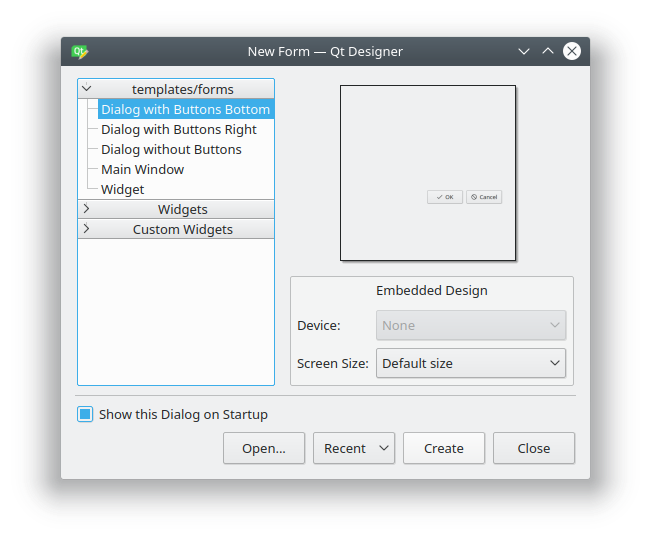 New Form — Qt Designer
templates/forms
Dialog with Buttons Bottom
Dialog with Buttons Right
Dialog without Buttons
Main Window
Widget
Widgets
Custom Widgets
OK Cancel
Embedded Design
Device: None
Screen Size: Default size
Show this Dialog on Startup
Open... Recent Create Close